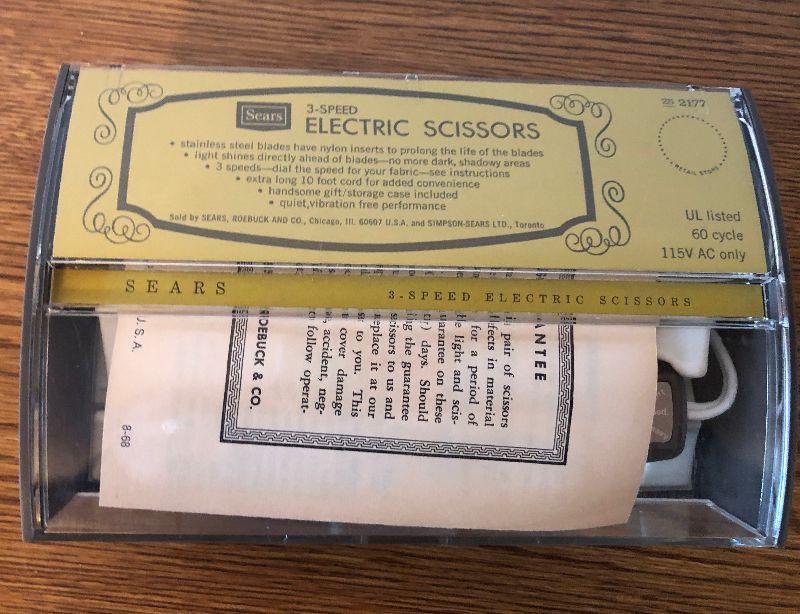 Sears
3-SPEED
ELECTRIC SCISSORS
• stainless steel blades have nylon inserts to prolong the life of the blades
• light shines directly ahead of blades—no more dark, shadowy areas
• 3 speeds—dial the speed for your fabric—see instructions
• extra long 10 foot cord for added convenience
• handsome gift/storage case included
• quiet, vibration free performance
Sold by SEARS, ROEBUCK AND CO., Chicago, Ill. 60607 U.S.A. and SIMPSON-SEARS LTD., Toronto
25 2177
RETAIL STORE
UL listed
60 cycle
115V AC only
SEARS
3-SPEED ELECTRIC SCISSORS
ANTEE
pair of scissors
efects in material
for a period of
he light and scis-
uarantee on these
days. Should
ing the guarantee
scissors to us and
eplace it at our
to you. This
cover damage
accident, neg-
o follow operat-
ROEBUCK & CO.
U.S.A.
8-68